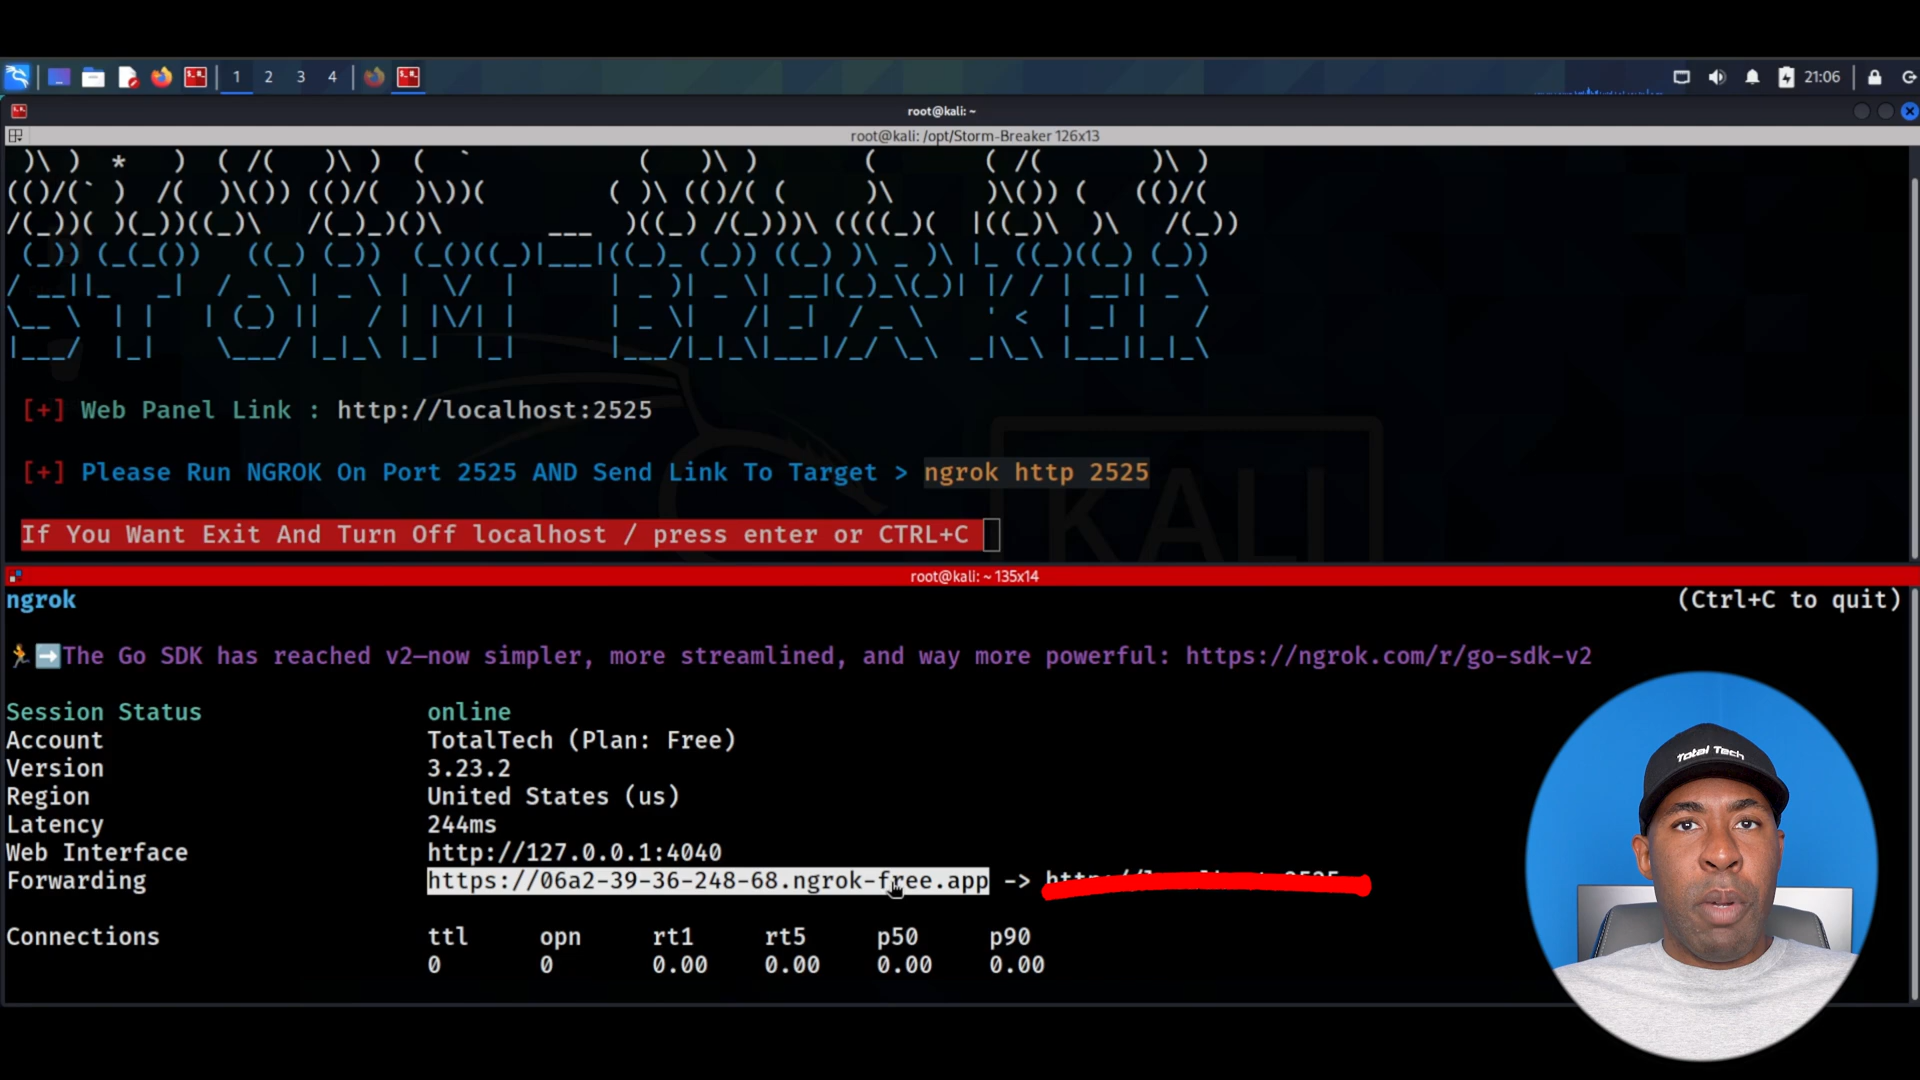 1 2 3 4 21:06
root@kali: ~
root@kali: /opt/Storm-Breaker 126x13
STORM BREAKER
[+] Web Panel Link : http://localhost:2525
[+] Please Run NGROK On Port 2525 AND Send Link To Target > ngrok http 2525
KALI
If You Want Exit And Turn Off localhost / press enter or CTRL+C
root@kali: ~ 135x14
ngrok (Ctrl+C to quit)
The Go SDK has reached v2—now simpler, more streamlined, and way more powerful: https://ngrok.com/r/go-sdk-v2
Session Status online
Account TotalTech (Plan: Free)
Version 3.23.2
Region United States (us)
Latency 244ms
Web Interface http://127.0.0.1:4040
Forwarding https://06a2-39-36-248-68.ngrok-free.app ->
Connections ttl opn rt1 rt5 p50 p90
0 0 0.00 0.00 0.00 0.00
Total Tech